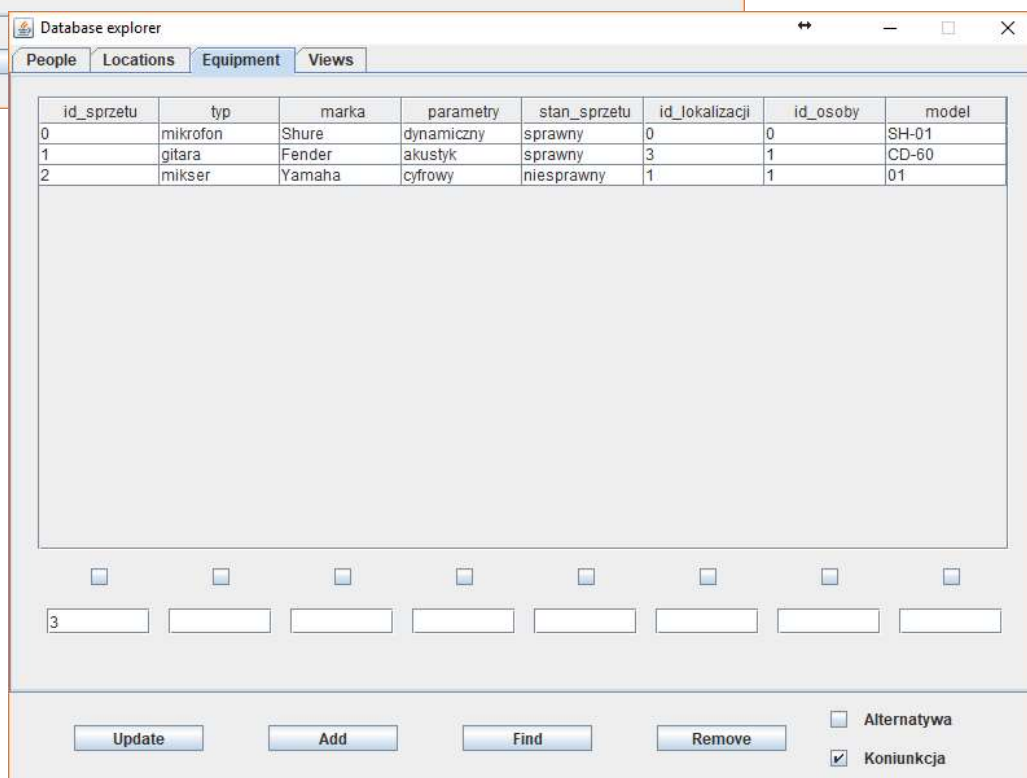 Database explorer
People Locations Equipment Views
id_sprzetu typ marka parametry stan_sprzetu id_lokalizacji id_osoby model
0 mikrofon Shure dynamiczny sprawny 0 0 SH-01
1 gitara Fender akustyk sprawny 3 1 CD-60
2 mikser Yamaha cyfrowy niesprawny 1 1 01
3
Update Add Find Remove
Alternatywa
Koniunkcja